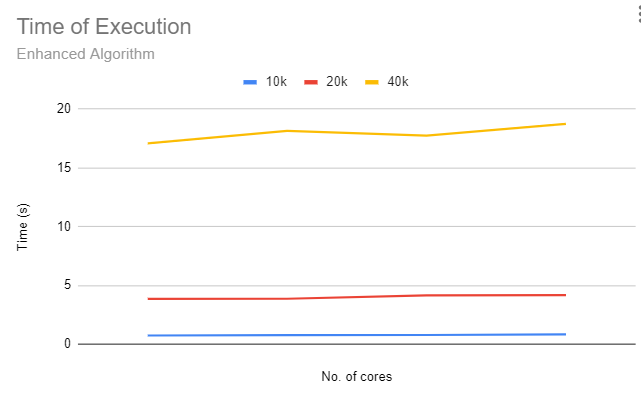 Time of Execution
Enhanced Algorithm
10k 20k 40k
20
15
10
5
0
Time (s)
No. of cores